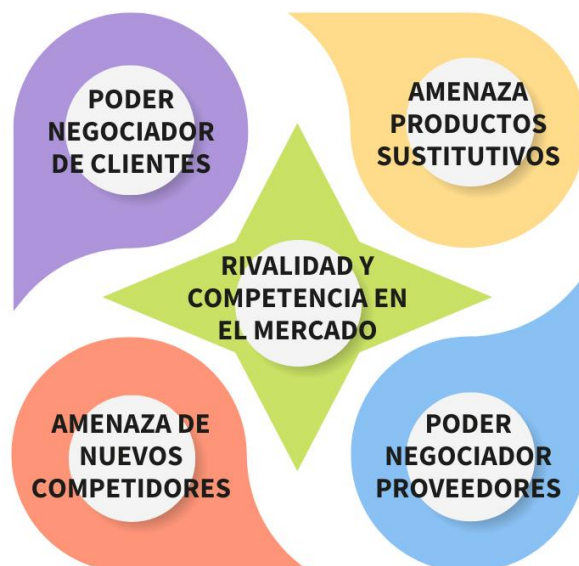 PODER
NEGOCIADOR
DE CLIENTES
AMENAZA
PRODUCTOS
SUSTITUTIVOS
RIVALIDAD Y
COMPETENCIA EN
EL MERCADO
AMENAZA DE
NUEVOS
COMPETIDORES
PODER
NEGOCIADOR
PROVEEDORES